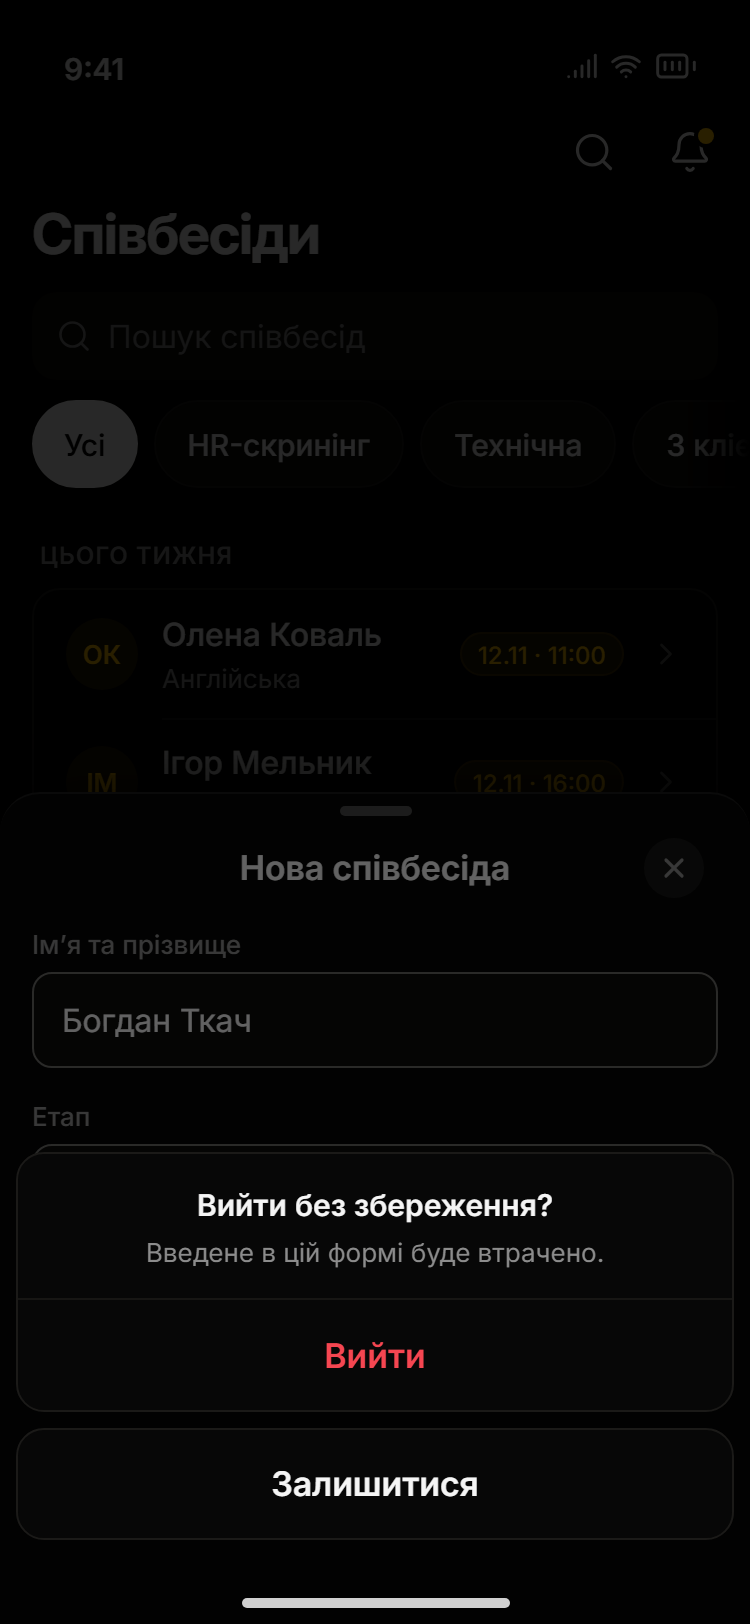 9:41
Співбесіди
Пошук співбесід
Усі
HR-скринінг
Технічна
З кліє
ЦЬОГО ТИЖНЯ
ОК
Олена Коваль
12.11 · 11:00
Англійська
ІМ
Ігор Мельник
12.11 · 16:00
Нова співбесіда
Ім’я та прізвище
Богдан Ткач
Етап
Вийти без збереження?
Введене в цій формі буде втрачено.
Вийти
Залишитися